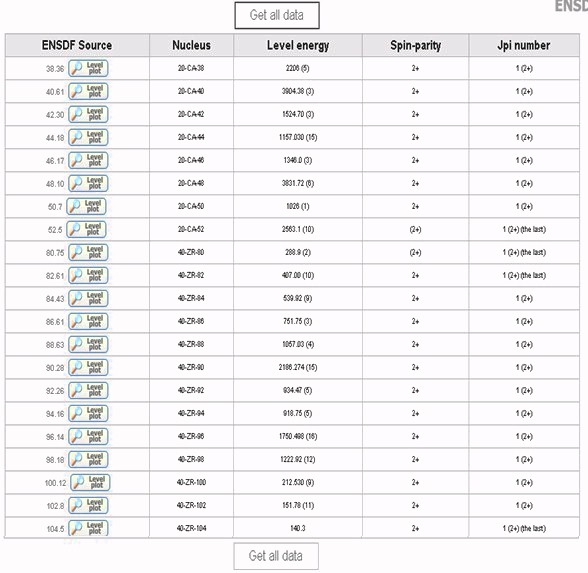 ENSD
Get all data
ENSDF Source Nucleus Level energy Spin-parity Jpi number
38.36 Level plot 20-CA-38 2206 (5) 2+ 1 (2+)
40.61 Level plot 20-CA-40 3904.38 (3) 2+ 1 (2+)
42.30 Level plot 20-CA-42 1524.70 (3) 2+ 1 (2+)
44.18 Level plot 20-CA-44 1157.030 (15) 2+ 1 (2+)
46.17 Level plot 20-CA-46 1346.0 (3) 2+ 1 (2+)
48.10 Level plot 20-CA-48 3831.72 (6) 2+ 1 (2+)
50.7 Level plot 20-CA-50 1026 (1) 2+ 1 (2+)
52.5 Level plot 20-CA-52 2563.1 (10) (2+) 1 (2+) (the last)
80.75 Level plot 40-ZR-80 288.9 (2) (2+) 1 (2+) (the last)
82.61 Level plot 40-ZR-82 407.00 (10) 2+ 1 (2+) (the last)
84.43 Level plot 40-ZR-84 539.92 (9) 2+ 1 (2+)
86.61 Level plot 40-ZR-86 751.75 (3) 2+ 1 (2+)
88.63 Level plot 40-ZR-88 1057.03 (4) 2+ 1 (2+)
90.28 Level plot 40-ZR-90 2186.274 (15) 2+ 1 (2+)
92.26 Level plot 40-ZR-92 934.47 (5) 2+ 1 (2+)
94.16 Level plot 40-ZR-94 918.75 (5) 2+ 1 (2+)
96.14 Level plot 40-ZR-96 1750.498 (16) 2+ 1 (2+)
98.18 Level plot 40-ZR-98 1222.92 (12) 2+ 1 (2+)
100.12 Level plot 40-ZR-100 212.530 (9) 2+ 1 (2+)
102.8 Level plot 40-ZR-102 151.78 (11) 2+ 1 (2+)
104.5 Level plot 40-ZR-104 140.3 2+ 1 (2+) (the last)
Get all data